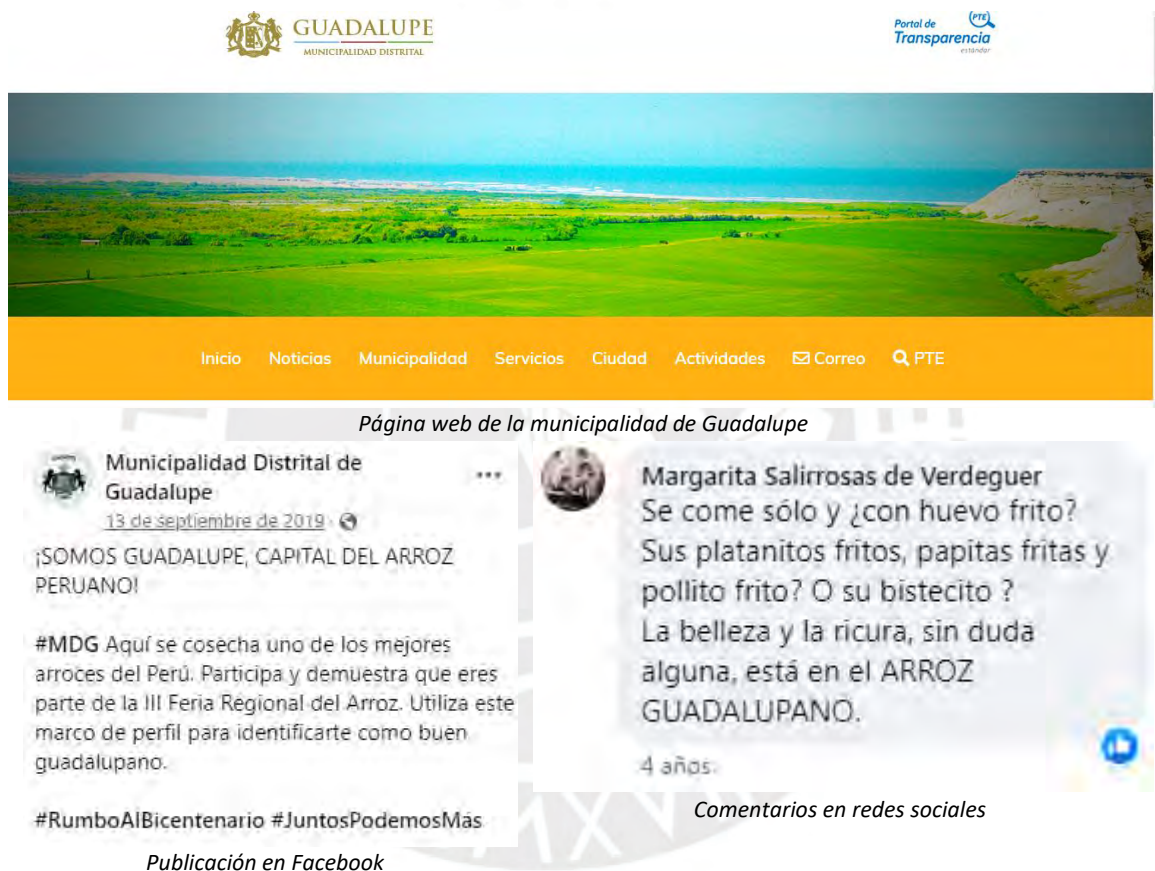 GUADALUPE
MUNICIPALIDAD DISTRITAL
Portal de (PTE)
Transparencia
estándar
Inicio Noticias Municipalidad Servicios Ciudad Actividades Correo PTE
Página web de la municipalidad de Guadalupe
Municipalidad Distrital de
Guadalupe
13 de septiembre de 2019
¡SOMOS GUADALUPE, CAPITAL DEL ARROZ
PERUANO!
#MDG Aquí se cosecha uno de los mejores
arroces del Perú. Participa y demuestra que eres
parte de la III Feria Regional del Arroz. Utiliza este
marco de perfil para identificarte como buen
guadalupano.
#RumboAlBicentenario #JuntosPodemosMás
Publicación en Facebook
Margarita Salirrosas de Verdeguer
Se come sólo y ¿con huevo frito?
Sus platanitos fritos, papitas fritas y
pollito frito? O su bistecito ?
La belleza y la ricura, sin duda
alguna, está en el ARROZ
GUADALUPANO.
4 años
Comentarios en redes sociales